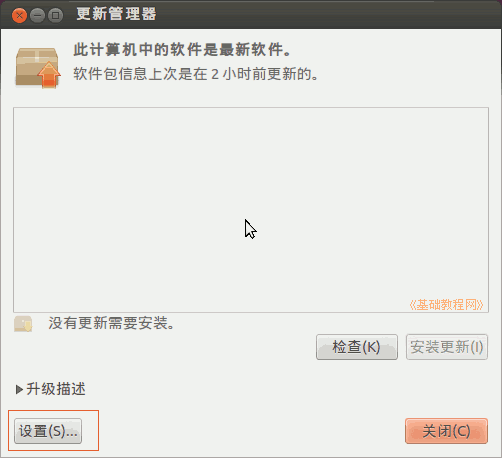 更新管理器
此计算机中的软件是最新软件。
软件包信息上次是在 2 小时前更新的。
《基础教程网》
没有更新需要安装。
检查(K) 安装更新(I)
升级描述
设置(S)... 关闭(C)